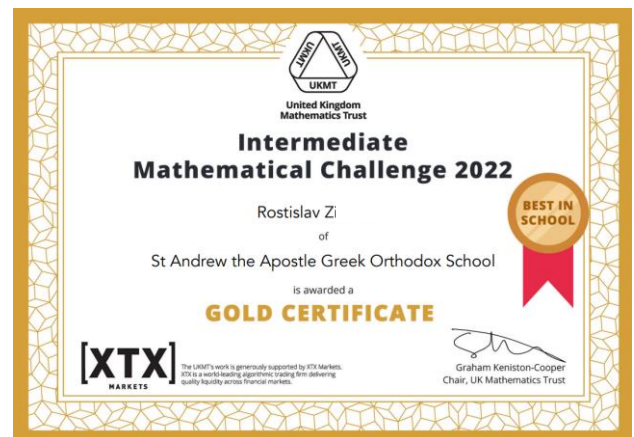 UKMT
UKMT
UKMT
United Kingdom
Mathematics Trust
Intermediate
Mathematical Challenge 2022
Rostislav Zi
of
St Andrew the Apostle Greek Orthodox School
is awarded a
GOLD CERTIFICATE
BEST IN
SCHOOL
[XTX]
MARKETS
The UKMT's work is generously supported by XTX Markets.
XTX is a world-leading algorithmic trading firm delivering
quality liquidity across financial markets.
Graham Keniston-Cooper
Chair, UK Mathematics Trust